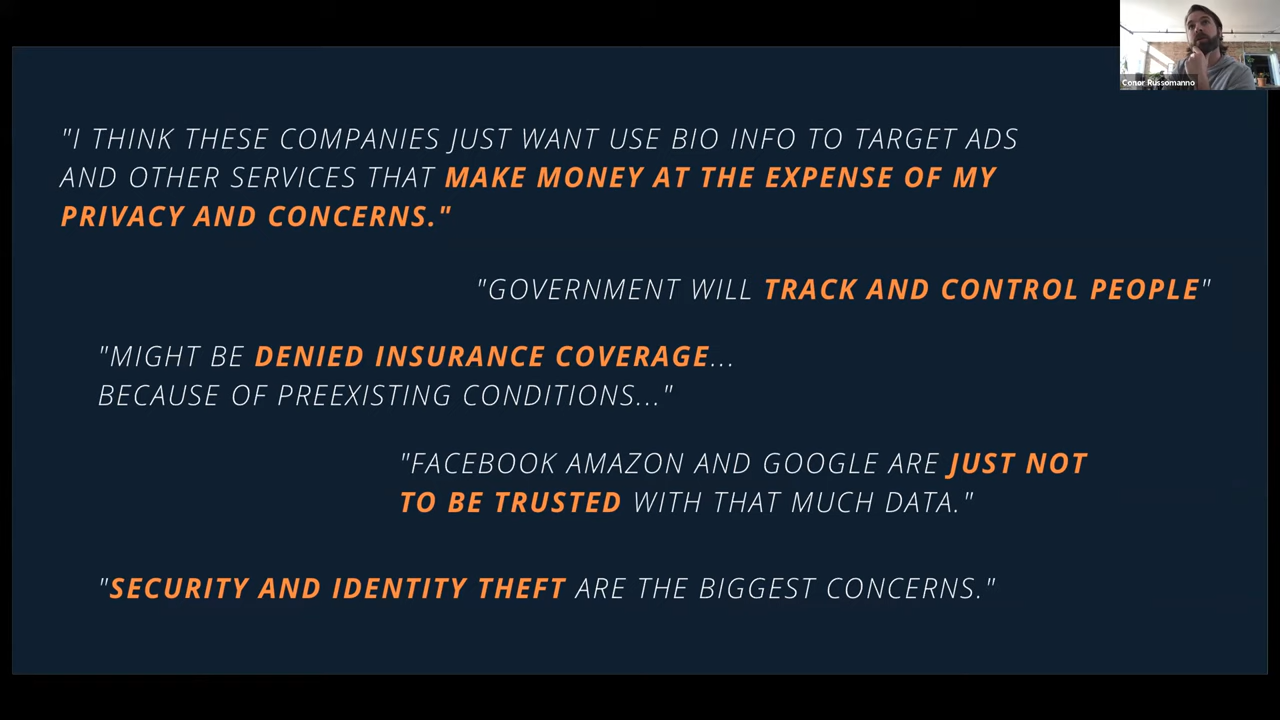 Conor Russomanno
"I THINK THESE COMPANIES JUST WANT USE BIO INFO TO TARGET ADS
AND OTHER SERVICES THAT MAKE MONEY AT THE EXPENSE OF MY
PRIVACY AND CONCERNS."
"GOVERNMENT WILL TRACK AND CONTROL PEOPLE"
"MIGHT BE DENIED INSURANCE COVERAGE...
BECAUSE OF PREEXISTING CONDITIONS..."
"FACEBOOK AMAZON AND GOOGLE ARE JUST NOT
TO BE TRUSTED WITH THAT MUCH DATA."
"SECURITY AND IDENTITY THEFT ARE THE BIGGEST CONCERNS."